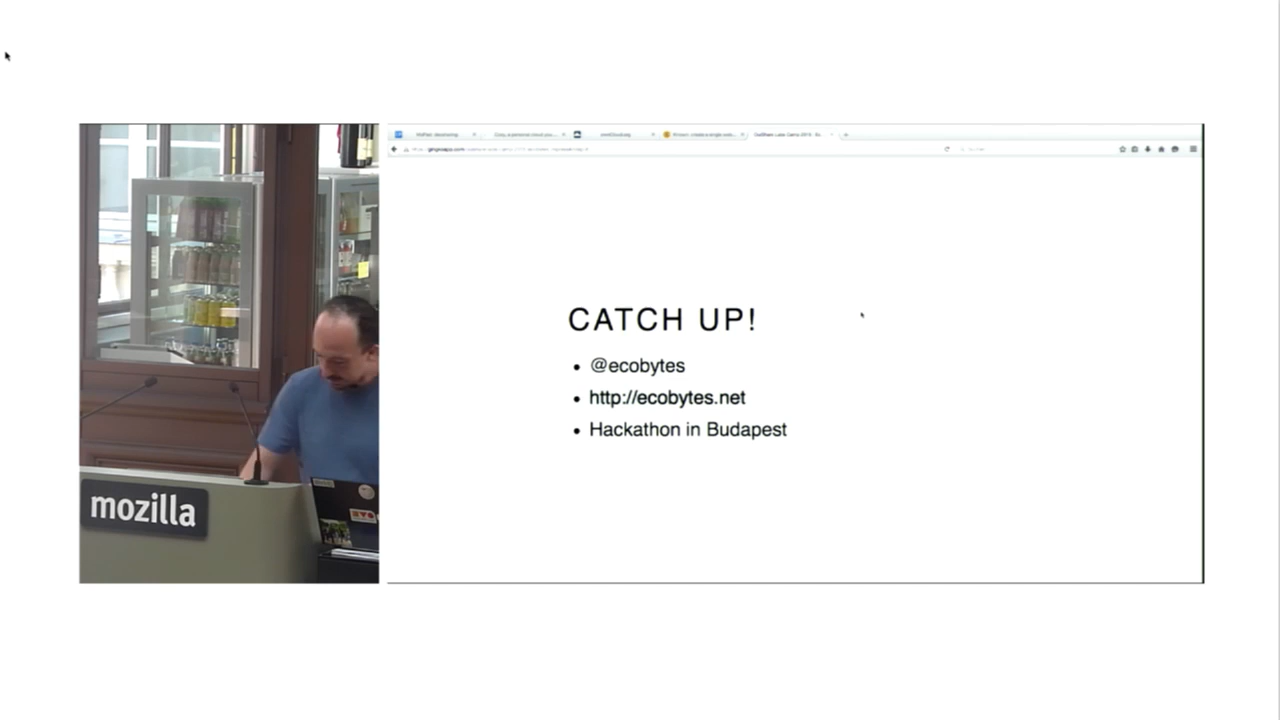 mozilla
CATCH UP!
• @ecobytes
• http://ecobytes.net
• Hackathon in Budapest